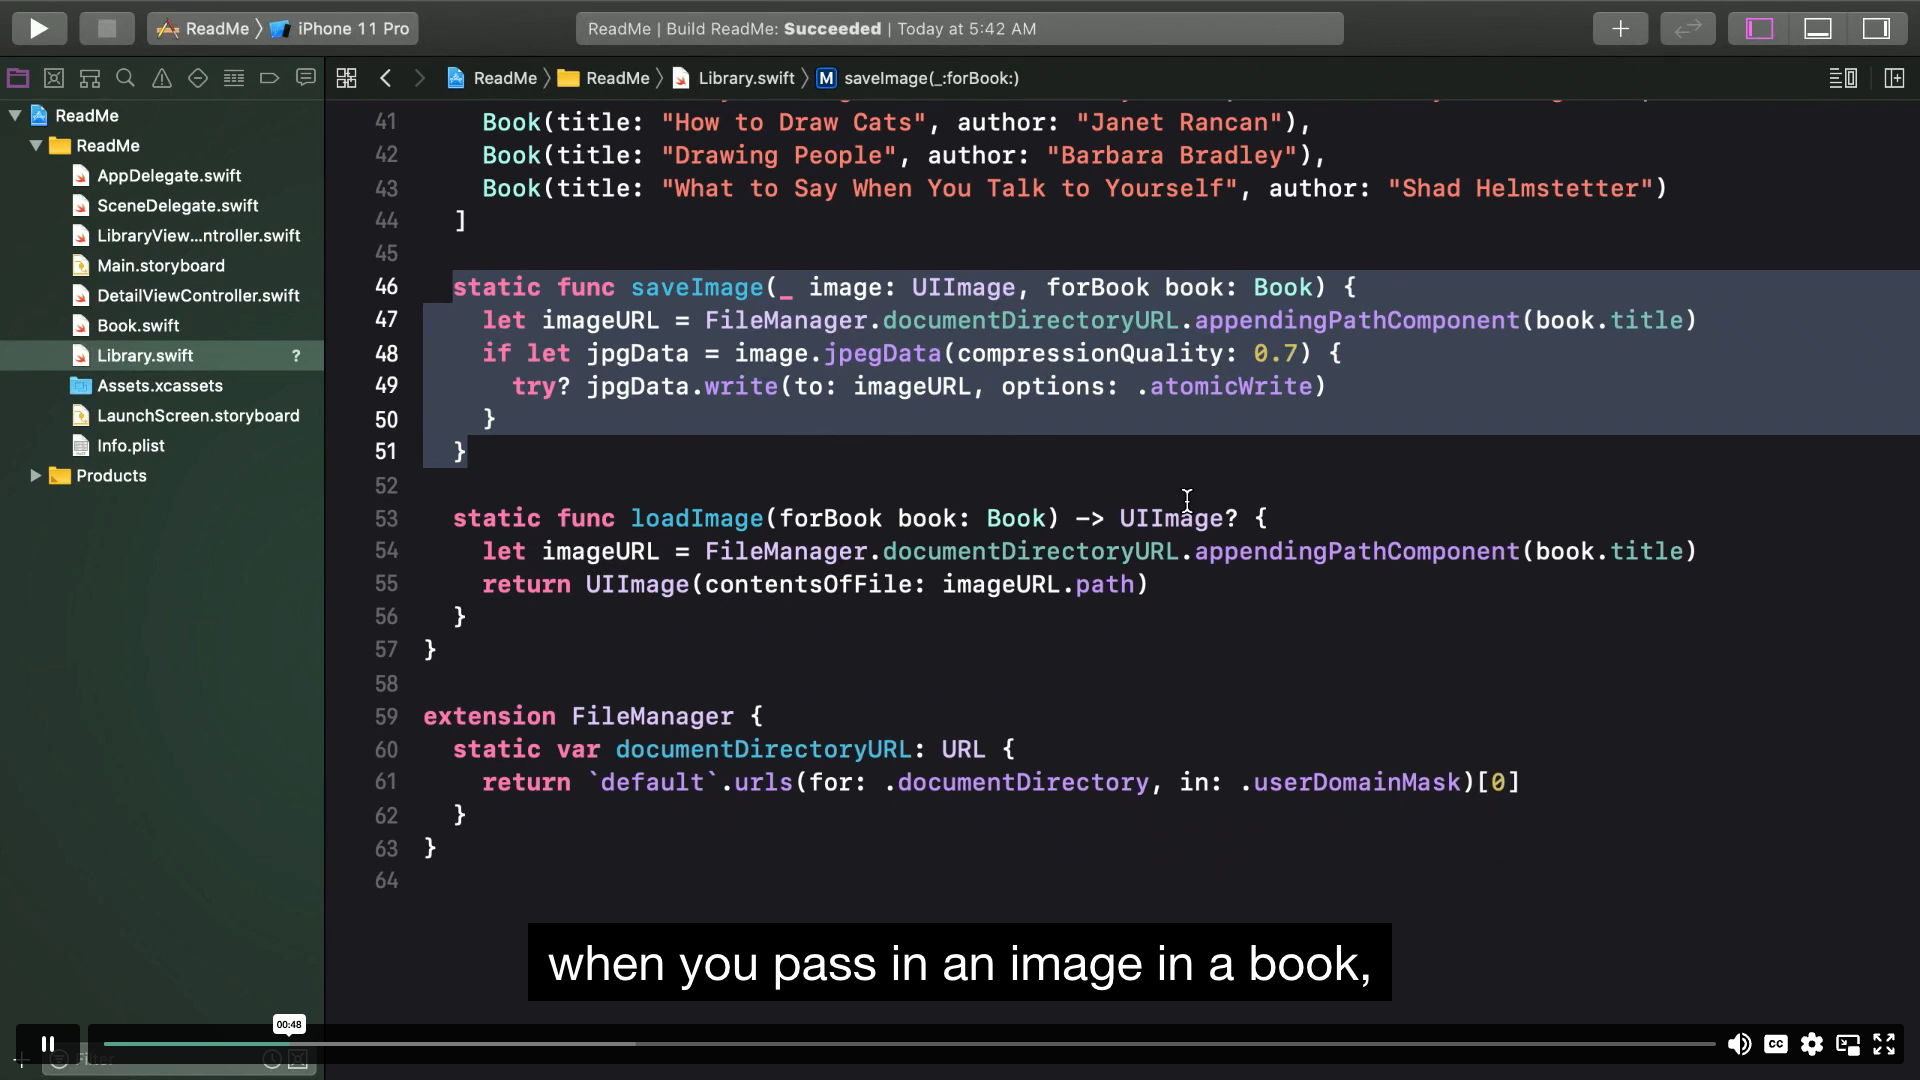 ReadMe 〉 iPhone 11 Pro
ReadMe | Build ReadMe: Succeeded | Today at 5:42 AM
ReadMe 〉 ReadMe 〉 Library.swift 〉 M saveImage(_:forBook:)
ReadMe
ReadMe
AppDelegate.swift
SceneDelegate.swift
LibraryView...ntroller.swift
Main.storyboard
DetailViewController.swift
Book.swift
Library.swift ?
Assets.xcassets
LaunchScreen.storyboard
Info.plist
Products
41 Book(title: "How to Draw Cats", author: "Janet Rancan"),
42 Book(title: "Drawing People", author: "Barbara Bradley"),
43 Book(title: "What to Say When You Talk to Yourself", author: "Shad Helmstetter")
44 ]
45
46 static func saveImage(_ image: UIImage, forBook book: Book) {
47 let imageURL = FileManager.documentDirectoryURL.appendingPathComponent(book.title)
48 if let jpgData = image.jpegData(compressionQuality: 0.7) {
49 try? jpgData.write(to: imageURL, options: .atomicWrite)
50 }
51 }
52
53 static func loadImage(forBook book: Book) -> UIImage? {
54 let imageURL = FileManager.documentDirectoryURL.appendingPathComponent(book.title)
55 return UIImage(contentsOfFile: imageURL.path)
56 }
57 }
58
59 extension FileManager {
60 static var documentDirectoryURL: URL {
61 return `default`.urls(for: .documentDirectory, in: .userDomainMask)[0]
62 }
63 }
64
when you pass in an image in a book,
00:48
CC
Filter